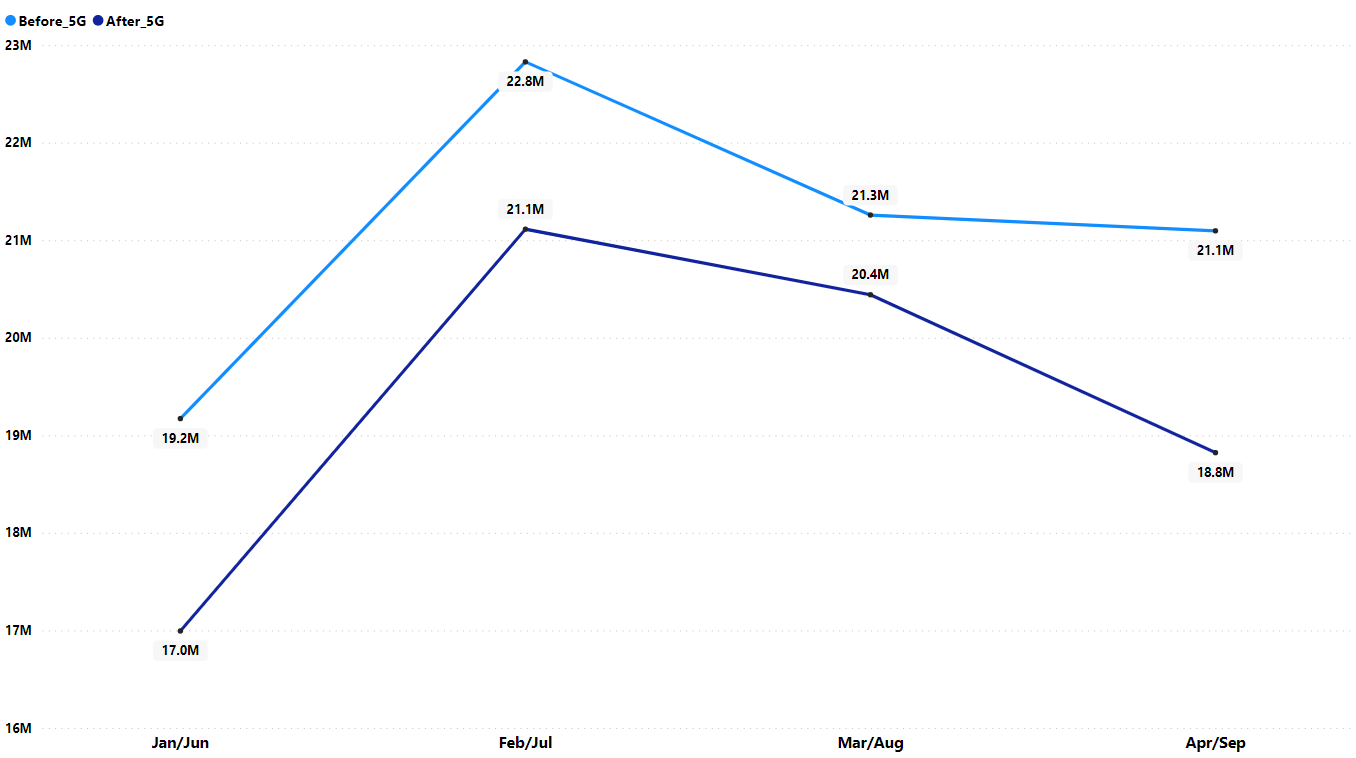 Before_5G After_5G
23M
22.8M
22M
21.3M
21.1M
21M
21.1M
20.4M
20M
19.2M
19M
18.8M
18M
17M
17.0M
16M
Jan/Jun Feb/Jul Mar/Aug Apr/Sep